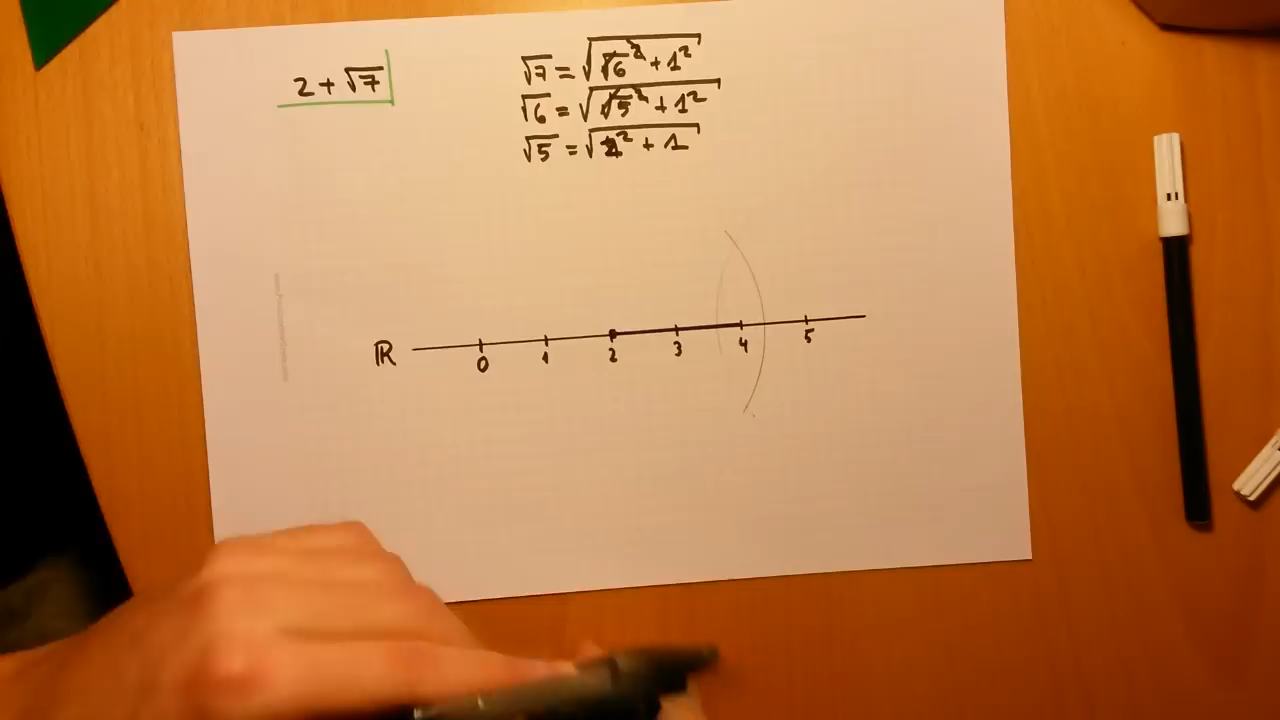 2 + √7
√7 = √(√6² + 1²)
√6 = √(√5² + 1²)
√5 = √(2² + 1)
ℝ 0 1 2 3 4 5